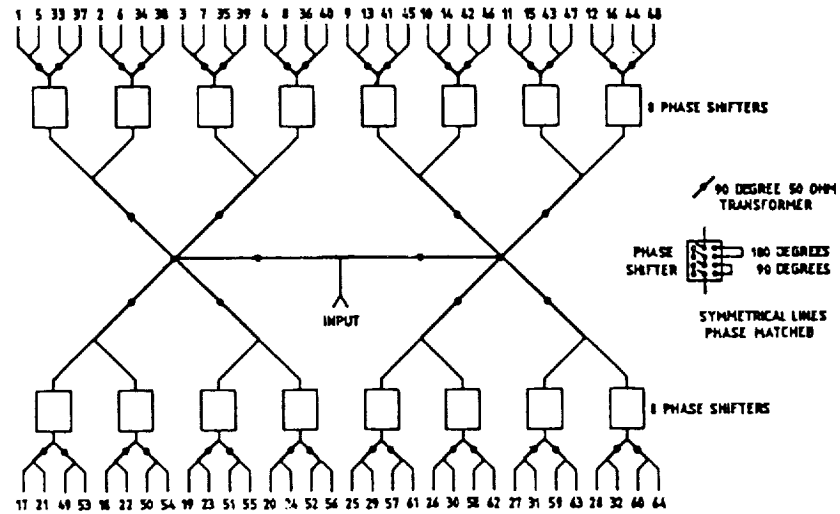 1 5 33 37 2 6 34 38 3 7 35 39 4 8 36 40 9 13 41 45 10 14 42 46 11 15 43 47 12 16 44 48
8 PHASE SHIFTERS
90 DEGREE 50 OHM
TRANSFORMER
PHASE
SHIFTER
180 DEGREES
90 DEGREES
INPUT
SYMMETRICAL LINES
PHASE MATCHED
8 PHASE SHIFTERS
17 21 49 53 18 22 50 54 19 23 51 55 20 24 52 56 25 29 57 61 26 30 58 62 27 31 59 63 28 32 60 64